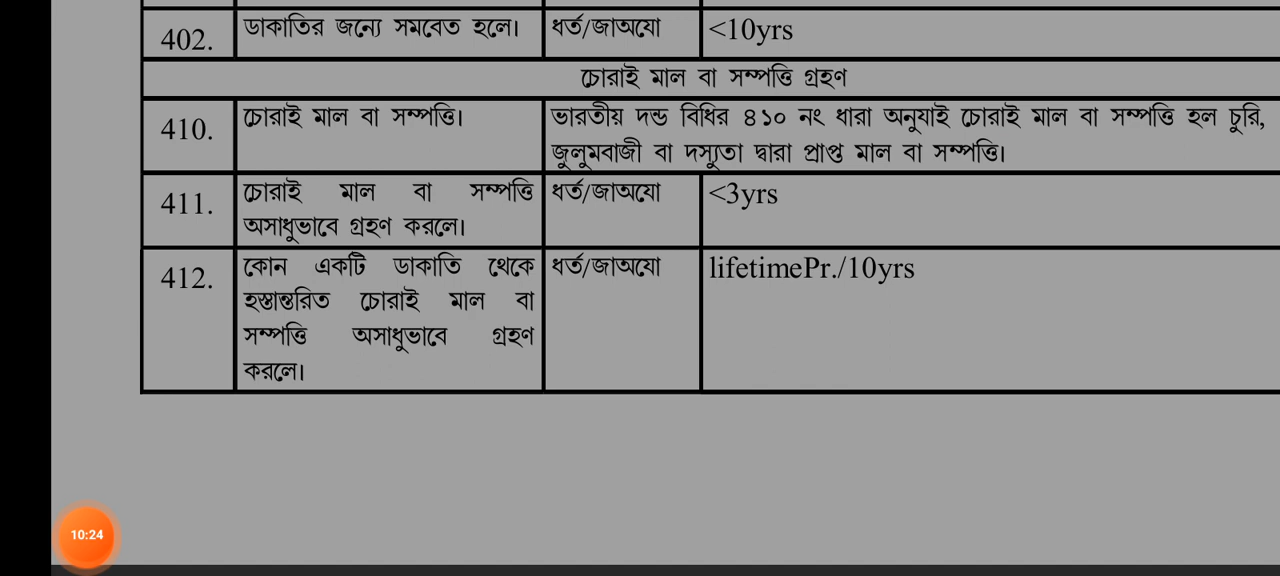 402. ডাকাতির জন্যে সমবেত হলে। ধর্ত/জাঅযো <10yrs
চোরাই মাল বা সম্পত্তি গ্রহণ
410. চোরাই মাল বা সম্পত্তি। ভারতীয় দন্ড বিধির ৪১০ নং ধারা অনুযাই চোরাই মাল বা সম্পত্তি হল চুরি,
জুলুমবাজী বা দস্যুতা দ্বারা প্রাপ্ত মাল বা সম্পত্তি।
411. চোরাই মাল বা সম্পত্তি ধর্ত/জাঅযো <3yrs
অসাধুভাবে গ্রহণ করলে।
412. কোন একটি ডাকাতি থেকে ধর্ত/জাঅযো lifetimePr./10yrs
হস্তান্তরিত চোরাই মাল বা
সম্পত্তি অসাধুভাবে গ্রহণ
করলে।
10:24